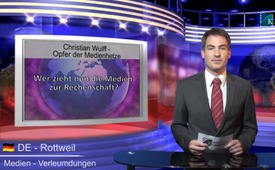 Christian Wulff -
Opfer der Medienhetze
Wer zieht nun die Medien
zur Rechenschaft?
DE - Rottweil
Medien - Verleumdungen